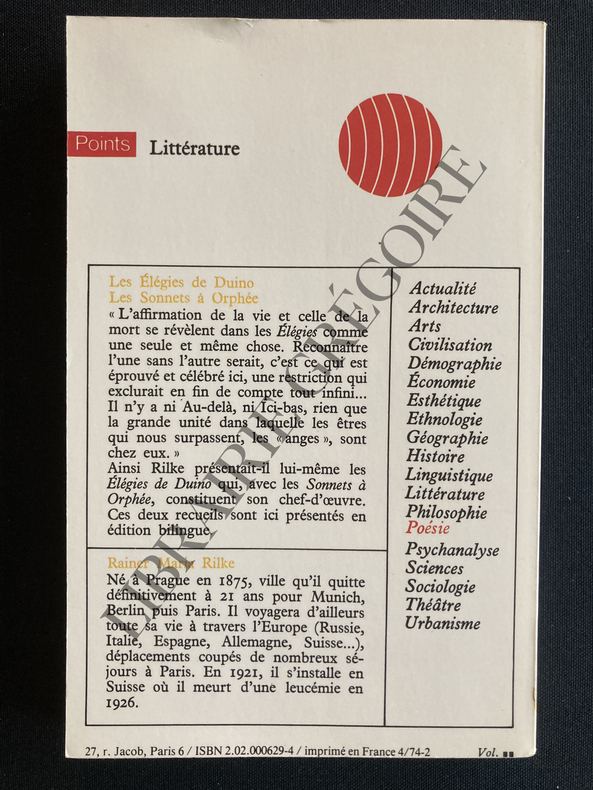 Points Littérature
Les Élégies de Duino
Les Sonnets à Orphée
« L'affirmation de la vie et celle de la
mort se révèlent dans les Élégies comme
une seule et même chose. Reconnaître
l'une sans l'autre serait, c'est ce qui est
éprouvé et célébré ici, une restriction qui
exclurait en fin de compte tout infini...
Il n'y a ni Au-delà, ni Ici-bas, rien que
la grande unité dans laquelle les êtres
qui nous surpassent, les « anges », sont
chez eux. »
Ainsi Rilke présentait-il lui-même les
Élégies de Duino qui, avec les Sonnets à
Orphée, constituent son chef-d'œuvre.
Ces deux recueils sont ici présentés en
édition bilingue.
Rainer Maria Rilke
Né à Prague en 1875, ville qu'il quitte
définitivement à 21 ans pour Munich,
Berlin puis Paris. Il voyagera d'ailleurs
toute sa vie à travers l'Europe (Russie,
Italie, Espagne, Allemagne, Suisse...),
déplacements coupés de nombreux sé-
jours à Paris. En 1921, il s'installe en
Suisse où il meurt d'une leucémie en
1926.
Actualité
Architecture
Arts
Civilisation
Démographie
Économie
Esthétique
Ethnologie
Géographie
Histoire
Linguistique
Littérature
Philosophie
Poésie
Psychanalyse
Sciences
Sociologie
Théâtre
Urbanisme
27, r. Jacob, Paris 6 / ISBN 2.02.000629-4 / imprimé en France 4/74-2
Vol. ▪▪
LIBRAIRIE GRÉGOIRE